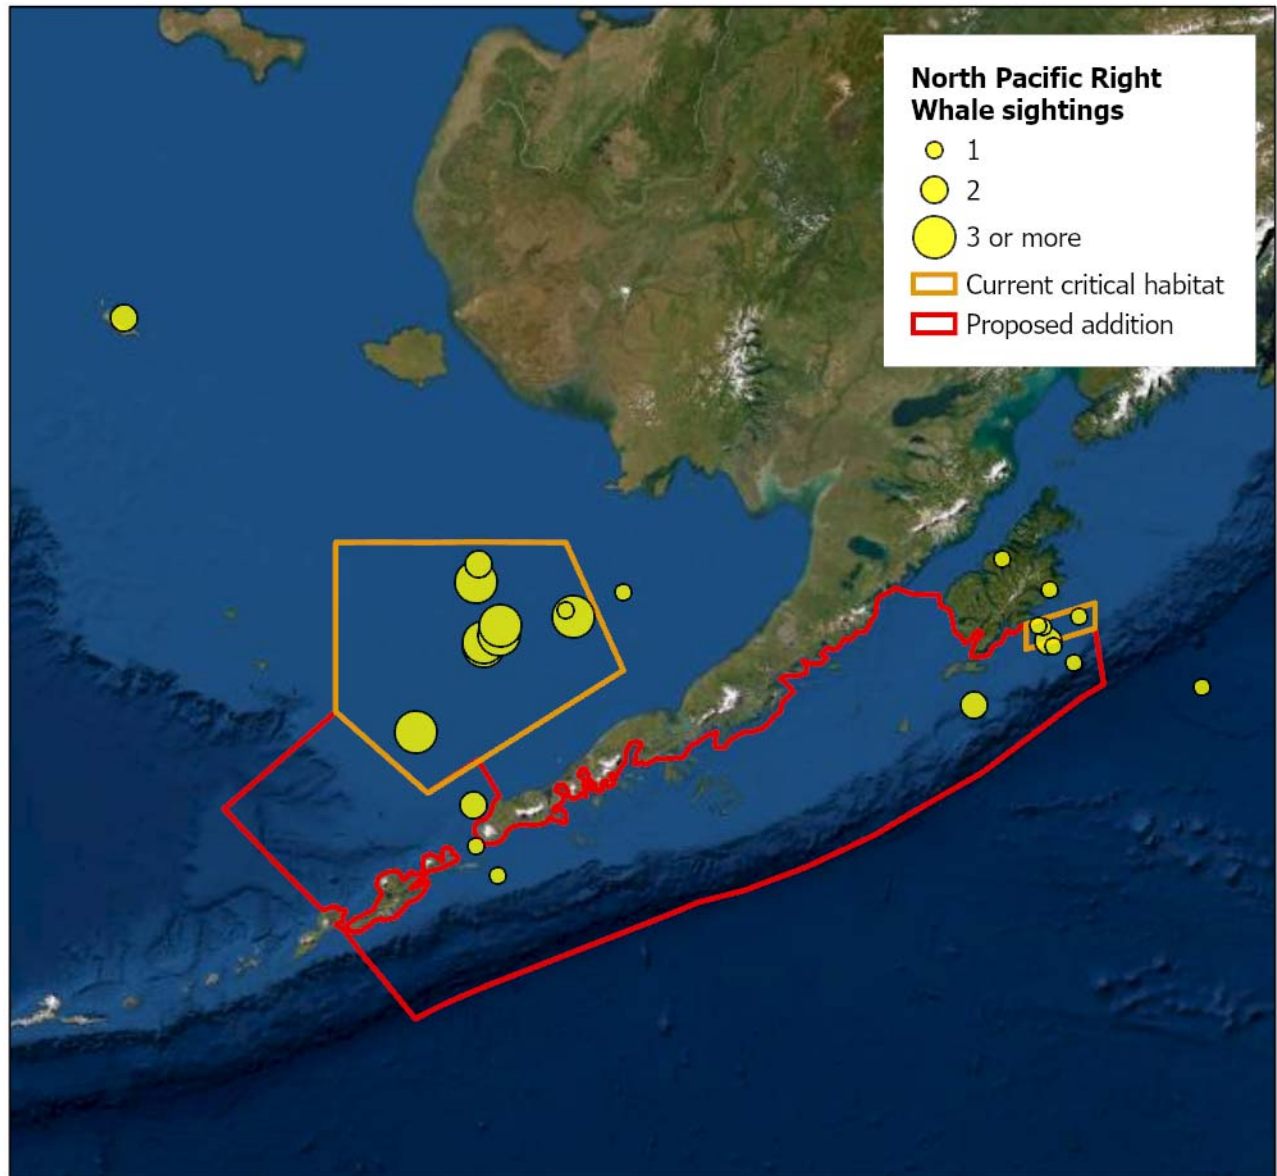 North Pacific Right
Whale sightings
1
2
3 or more
Current critical habitat
Proposed addition